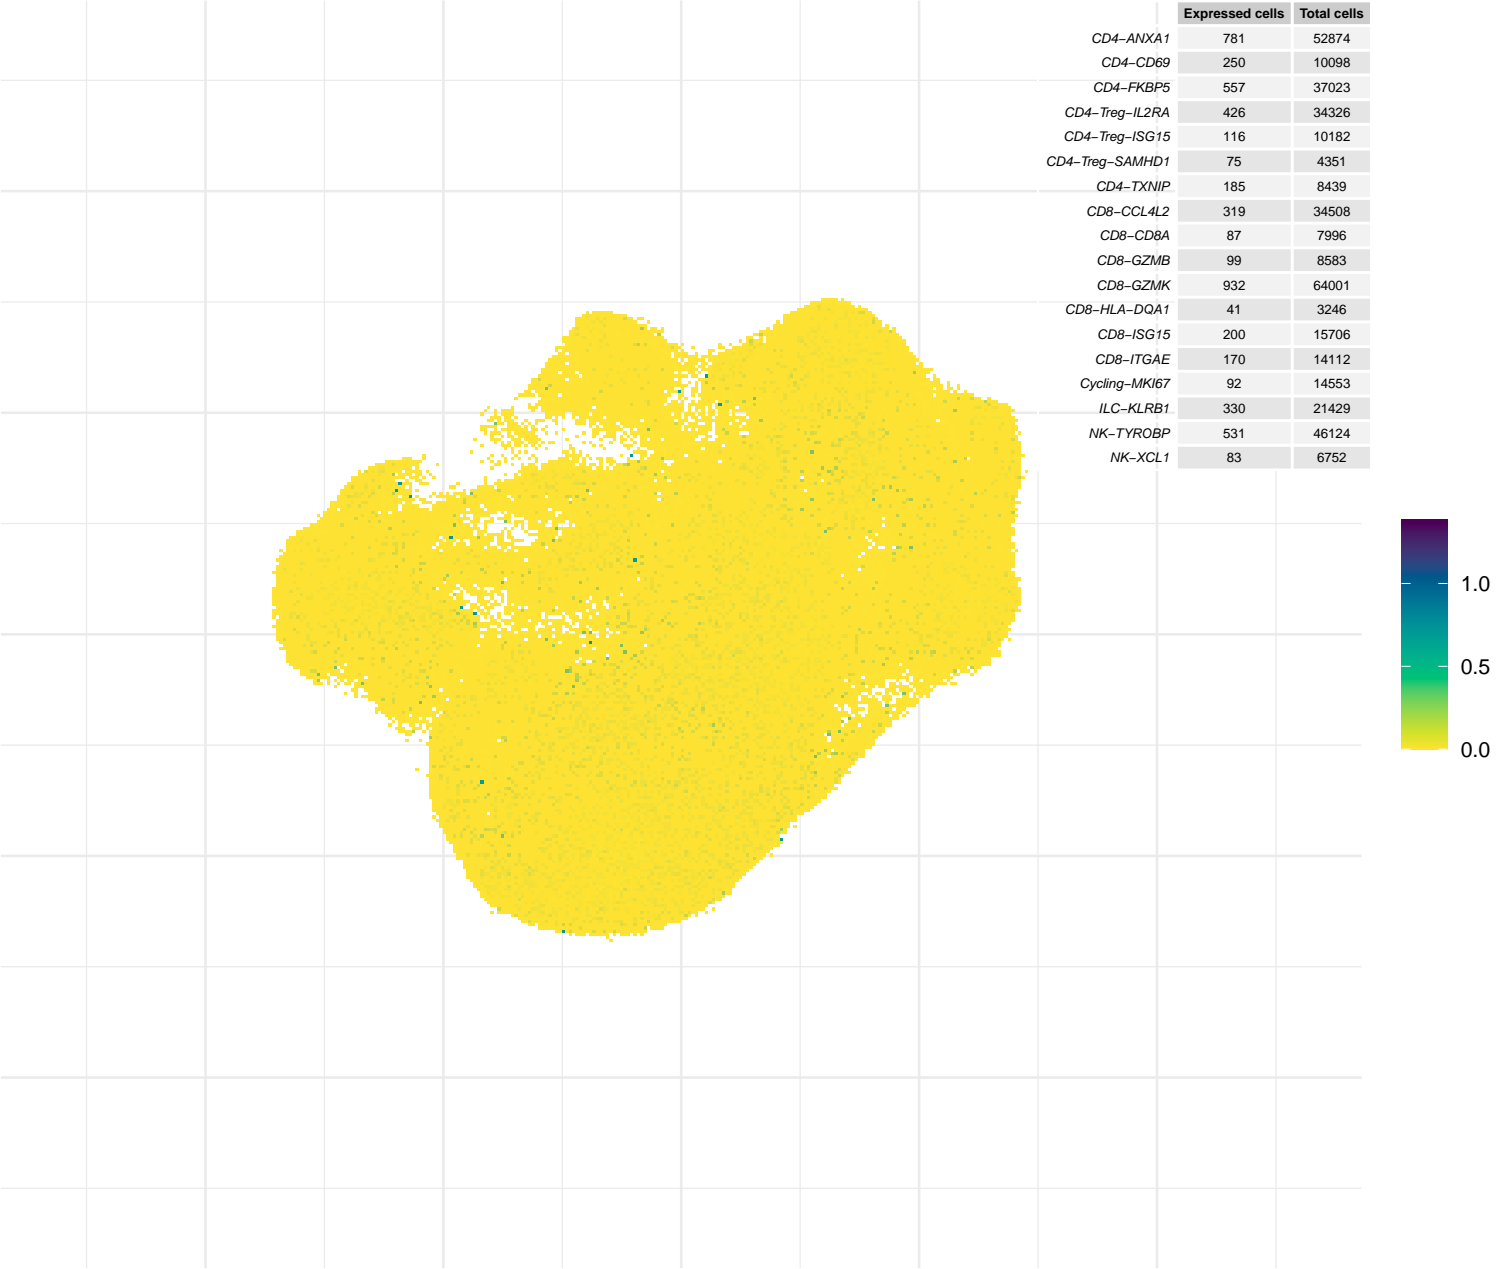 Expressed cells Total cells
CD4−ANXA1 781 52874
CD4−CD69 250 10098
CD4−FKBP5 557 37023
CD4−Treg−IL2RA 426 34326
CD4−Treg−ISG15 116 10182
CD4−Treg−SAMHD1 75 4351
CD4−TXNIP 185 8439
CD8−CCL4L2 319 34508
CD8−CD8A 87 7996
CD8−GZMB 99 8583
CD8−GZMK 932 64001
CD8−HLA−DQA1 41 3246
CD8−ISG15 200 15706
CD8−ITGAE 170 14112
Cycling−MKI67 92 14553
ILC−KLRB1 330 21429
NK−TYROBP 531 46124
NK−XCL1 83 6752
1.0
0.5
0.0